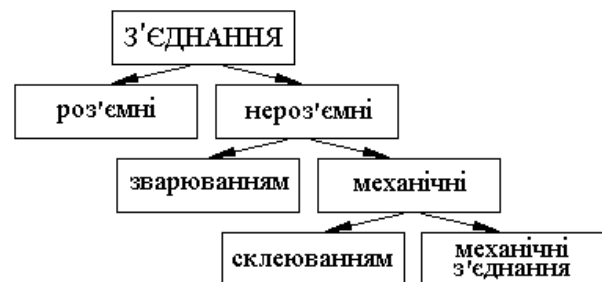 З'ЄДНАННЯ
роз'ємні
нероз'ємні
зварюванням
механічні
склеюванням
механічні
з'єднання